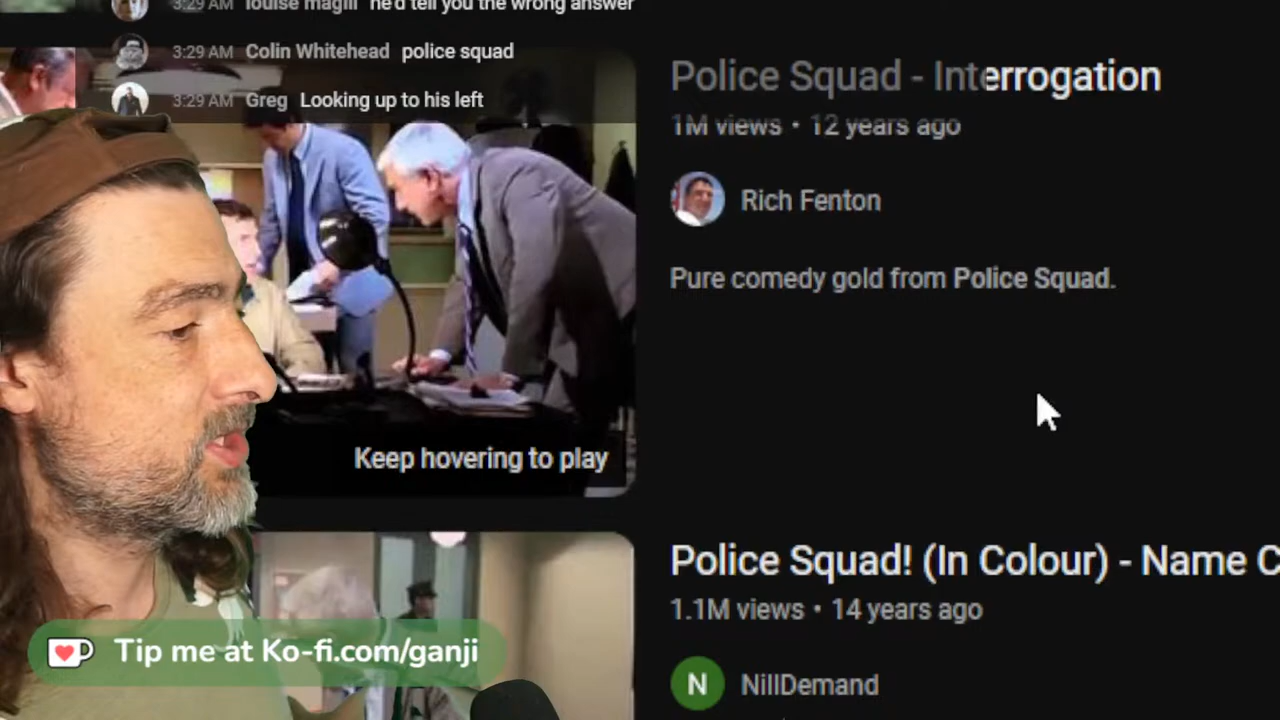 3:29 AM louise magill he'd tell you the wrong answer
3:29 AM Colin Whitehead police squad
3:29 AM Greg Looking up to his left
Police Squad - Interrogation
1M views • 12 years ago
Rich Fenton
Pure comedy gold from Police Squad.
Keep hovering to play
Police Squad! (In Colour) - Name C
1.1M views • 14 years ago
Tip me at Ko-fi.com/ganji
N NillDemand